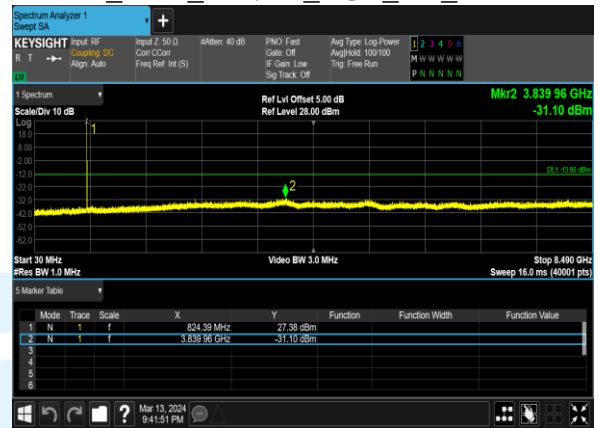 Spectrum Analyzer 1
Swept SA
KEYSIGHT Input: RF Input Z: 50 Ω #Atten: 40 dB PNO: Fast Avg Type: Log-Power 1 2 3 4 5 6
R T Coupling: DC Corr CCorr Gate: Off Avg|Hold: 100/100 M W W W W W
Align: Auto Freq Ref: Int (S) IF Gain: Low Trig: Free Run
Sig Track: Off P N N N N N
1 Spectrum Ref Lvl Offset 5.00 dB Mkr2 3.839 96 GHz
Scale/Div 10 dB Ref Level 28.00 dBm -31.10 dBm
Log
18.0
8.00
-2.00
-12.0
-22.0
-32.0
-42.0
-52.0
-62.0
1
DL1 -13.00 dBm
2
Start 30 MHz Video BW 3.0 MHz Stop 8.490 GHz
#Res BW 1.0 MHz Sweep 16.0 ms (40001 pts)
5 Marker Table
Mode Trace Scale X Y Function Function Width Function Value
1 N 1 f 824.39 MHz 27.38 dBm
2 N 1 f 3.839 96 GHz -31.10 dBm
3
4
5
6
? Mar 13, 2024
9:41:51 PM